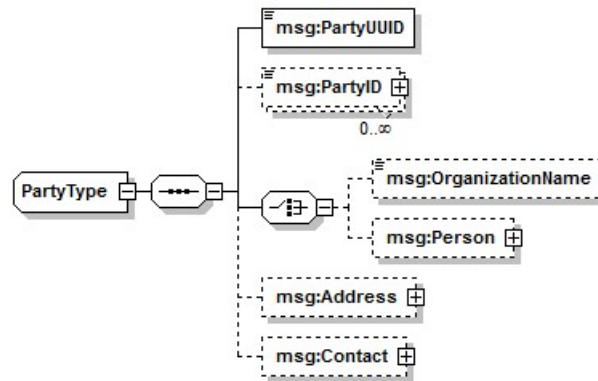 msg:PartyUUID
msg:PartyID
0..∞
PartyType
msg:OrganizationName
msg:Person
msg:Address
msg:Contact